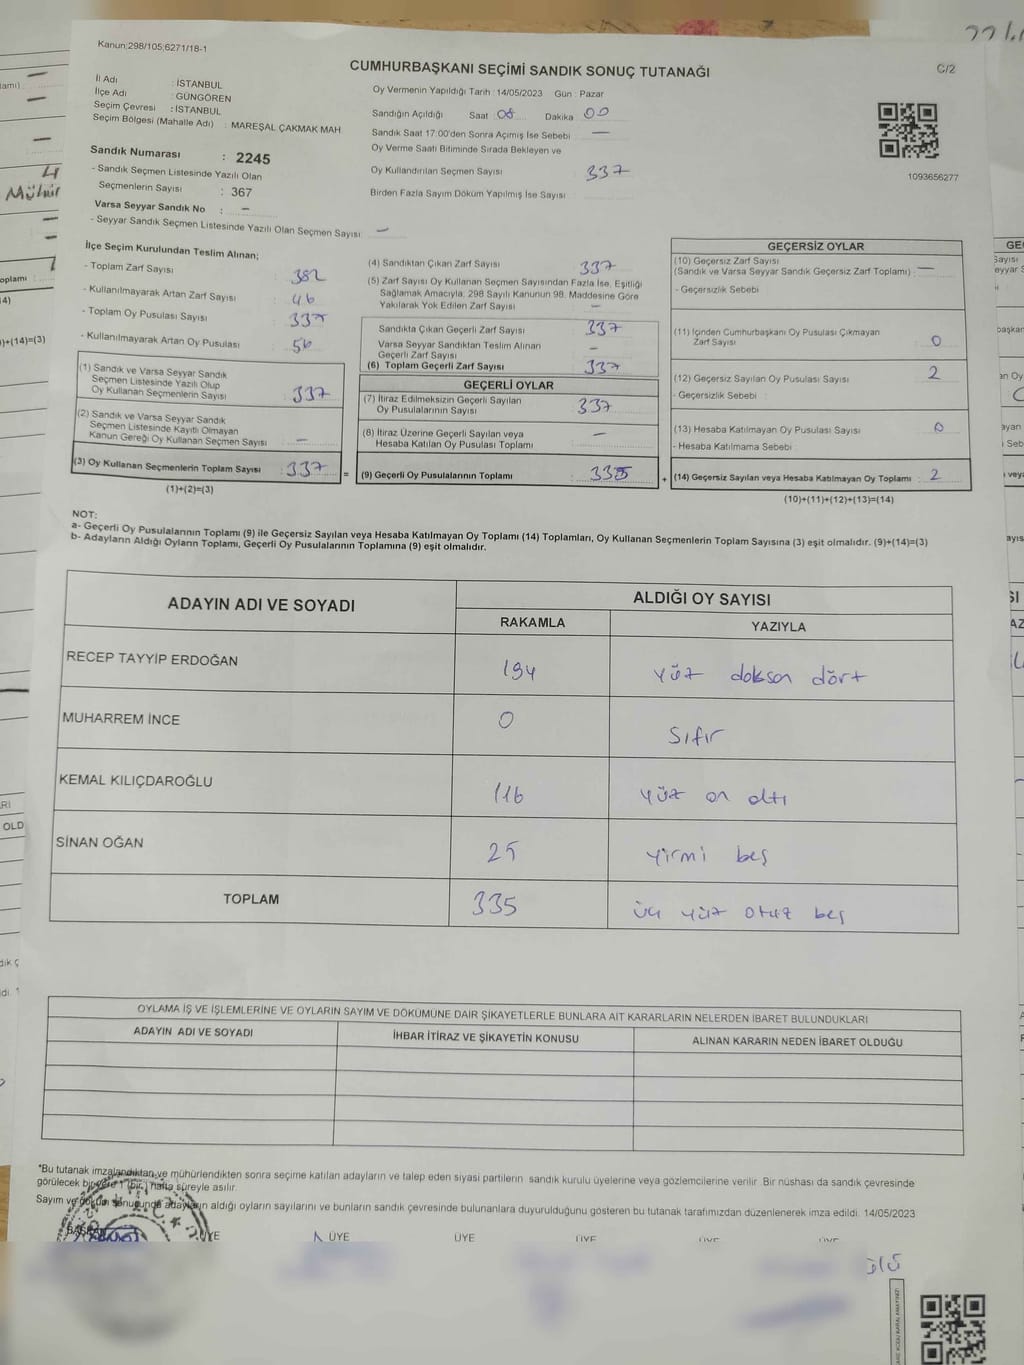 Kanun;298/105;6271/18-1
CUMHURBAŞKANI SEÇİMİ SANDIK SONUÇ TUTANAĞI
C/2
İl Adı : İSTANBUL
İlçe Adı : GÜNGÖREN
Seçim Çevresi : İSTANBUL
Seçim Bölgesi (Mahalle Adı) : MAREŞAL ÇAKMAK MAH
Sandık Numarası : 2245
- Sandık Seçmen Listesinde Yazılı Olan
Seçmenlerin Sayısı : 367
Varsa Seyyar Sandık No : –
- Seyyar Sandık Seçmen Listesinde Yazılı Olan Seçmen Sayısı : –
Oy Vermenin Yapıldığı Tarih : 14/05/2023 Gün : Pazar
Sandığın Açıldığı Saat : 08 Dakika : 00
Sandık Saat 17:00'den Sonra Açımış İse Sebebi : —
Oy Verme Saati Bitiminde Sırada Bekleyen ve
Oy Kullandırılan Seçmen Sayısı : 337
Birden Fazla Sayım Döküm Yapılmış İse Sayısı :
1093656277
İlçe Seçim Kurulundan Teslim Alınan;
- Toplam Zarf Sayısı : 382
- Kullanılmayarak Artan Zarf Sayısı : 46
- Toplam Oy Pusulası Sayısı :
- Kullanılmayarak Artan Oy Pusulası : 56
(1) Sandık ve Varsa Seyyar Sandık
Seçmen Listesinde Yazılı Olup
Oy Kullanan Seçmenlerin Sayısı : 337
(2) Sandık ve Varsa Seyyar Sandık
Seçmen Listesinde Kayıtlı Olmayan
Kanun Gereği Oy Kullanan Seçmen Sayısı : –
(3) Oy Kullanan Seçmenlerin Toplam Sayısı : 337 =
(1)+(2)=(3)
(4) Sandıktan Çıkan Zarf Sayısı : 337
(5) Zarf Sayısı Oy Kullanan Seçmen Sayısından Fazla İse, Eşitliği
Sağlamak Amacıyla, 298 Sayılı Kanunun 98. Maddesine Göre
Yakılarak Yok Edilen Zarf Sayısı : –
Sandıkta Çıkan Geçerli Zarf Sayısı : 337
Varsa Seyyar Sandıktan Teslim Alınan
Geçerli Zarf Sayısı : –
(6) Toplam Geçerli Zarf Sayısı : 337
GEÇERLİ OYLAR
(7) İtiraz Edilmeksizin Geçerli Sayılan
Oy Pusulalarının Sayısı : 337
(8) İtiraz Üzerine Geçerli Sayılan veya
Hesaba Katılan Oy Pusulası Toplamı : –
(9) Geçerli Oy Pusulalarının Toplamı : 335 +
GEÇERSİZ OYLAR
(10) Geçersiz Zarf Sayısı
(Sandık ve Varsa Seyyar Sandık Geçersiz Zarf Toplamı) : —
- Geçersizlik Sebebi :
(11) İçinden Cumhurbaşkanı Oy Pusulası Çıkmayan
Zarf Sayısı : 0
(12) Geçersiz Sayılan Oy Pusulası Sayısı : 2
- Geçersizlik Sebebi :
(13) Hesaba Katılmayan Oy Pusulası Sayısı : 0
- Hesaba Katılmama Sebebi :
(14) Geçersiz Sayılan veya Hesaba Katılmayan Oy Toplamı : 2
(10)+(11)+(12)+(13)=(14)
NOT:
a- Geçerli Oy Pusulalarının Toplamı (9) ile Geçersiz Sayılan veya Hesaba Katılmayan Oy Toplamı (14) Toplamları, Oy Kullanan Seçmenlerin Toplam Sayısına (3) eşit olmalıdır. (9)+(14)=(3)
b- Adayların Aldığı Oyların Toplamı, Geçerli Oy Pusulalarının Toplamına (9) eşit olmalıdır.
ADAYIN ADI VE SOYADI ALDIĞI OY SAYISI
RAKAMLA YAZIYLA
RECEP TAYYİP ERDOĞAN 194 yüz doksan dört
MUHARREM İNCE 0 sıfır
KEMAL KILIÇDAROĞLU 116 yüz on altı
SİNAN OĞAN 25 yirmi beş
TOPLAM 335 üç yüz otuz beş
OYLAMA İŞ VE İŞLEMLERİNE VE OYLARIN SAYIM VE DÖKÜMÜNE DAİR ŞİKAYETLERLE BUNLARA AİT KARARLARIN NELERDEN İBARET BULUNDUKLARI
ADAYIN ADI VE SOYADI İHBAR İTİRAZ VE ŞİKAYETİN KONUSU ALINAN KARARIN NEDEN İBARET OLDUĞU
*Bu tutanak imzalandıktan ve mühürlendikten sonra seçime katılan adayların ve talep eden siyasi partilerin sandık kurulu üyelerine veya gözlemcilerine verilir. Bir nüshası da sandık çevresinde
görülecek bir yere 1 (bir) hafta süreyle asılır.
Sayım ve döküm sonucunda adayların aldığı oyların sayılarını ve bunların sandık çevresinde bulunanlara duyurulduğunu gösteren bu tutanak tarafımızdan düzenlenerek imza edildi. 14/05/2023
BAŞKAN ÜYE ÜYE ÜYE ÜYE ÜYE ÜYE